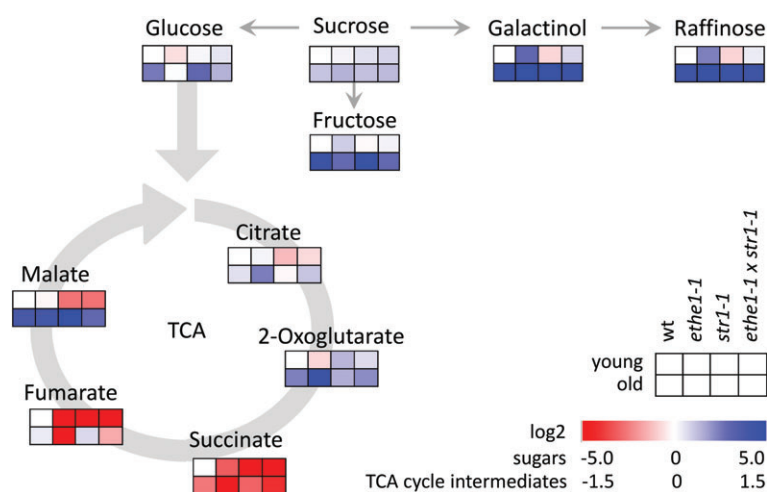 Glucose Sucrose Galactinol Raffinose
Fructose
Citrate
Malate
TCA
2-Oxoglutarate
Fumarate
Succinate
wt
ethe1-1
str1-1
ethe1-1 x str1-1
young
old
log2
sugars -5.0 0 5.0
TCA cycle intermediates -1.5 0 1.5